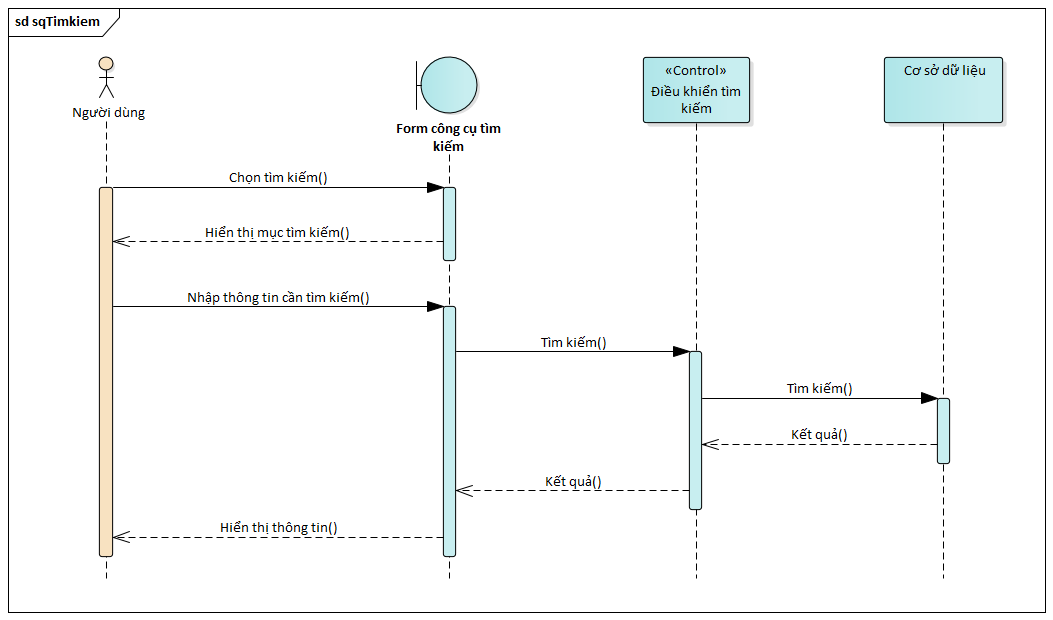 sd sqTimkiem
Người dùng
Form công cụ tìm
kiếm
«Control»
Điều khiển tìm
kiếm
Cơ sở dữ liệu
Chọn tìm kiếm()
Hiển thị mục tìm kiếm()
Nhập thông tin cần tìm kiếm()
Tìm kiếm()
Tìm kiếm()
Kết quả()
Kết quả()
Hiển thị thông tin()